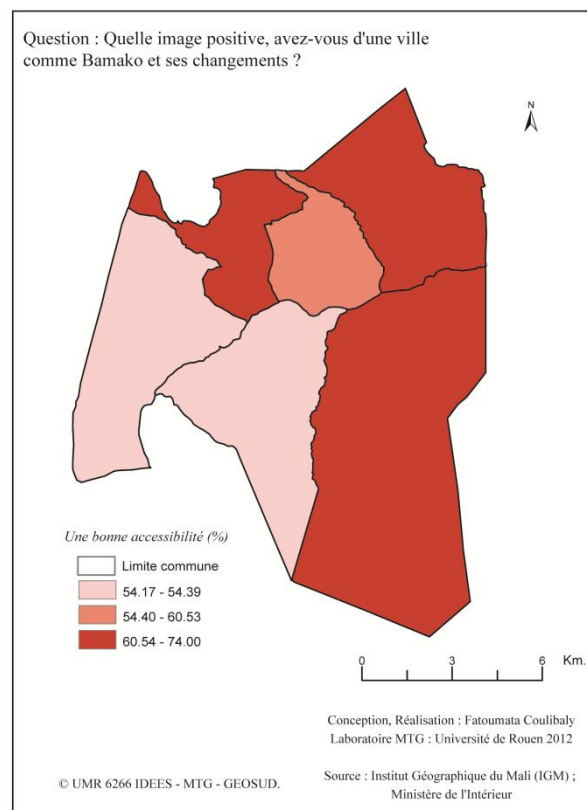 Question : Quelle image positive, avez-vous d'une ville
comme Bamako et ses changements ?
N
Une bonne accessibilité (%)
Limite commune
54.17 - 54.39
54.40 - 60.53
60.54 - 74.00
0 3 6 Km.
Conception, Réalisation : Fatoumata Coulibaly
Laboratoire MTG : Université de Rouen 2012
© UMR 6266 IDEES - MTG - GEOSUD.
Source : Institut Géographique du Mali (IGM) ;
Ministère de l'Intérieur